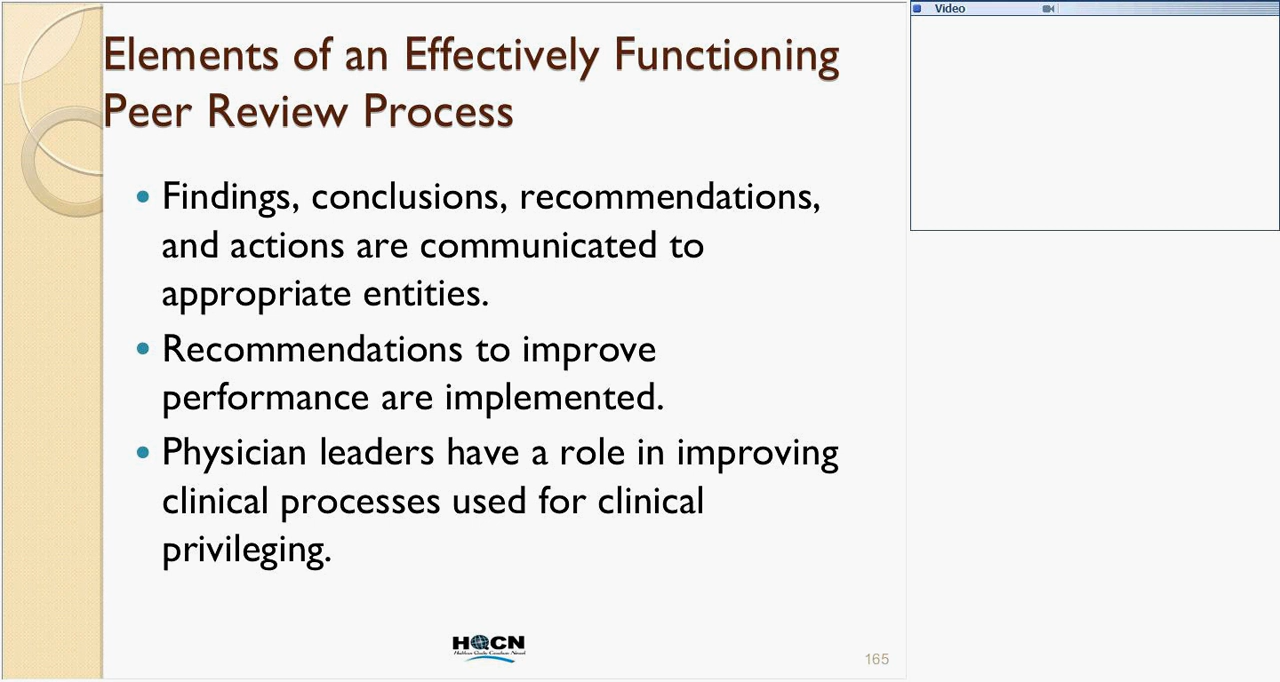 Elements of an Effectively Functioning
Peer Review Process
• Findings, conclusions, recommendations,
and actions are communicated to
appropriate entities.
• Recommendations to improve
performance are implemented.
• Physician leaders have a role in improving
clinical processes used for clinical
privileging.
HQCN
165
Video